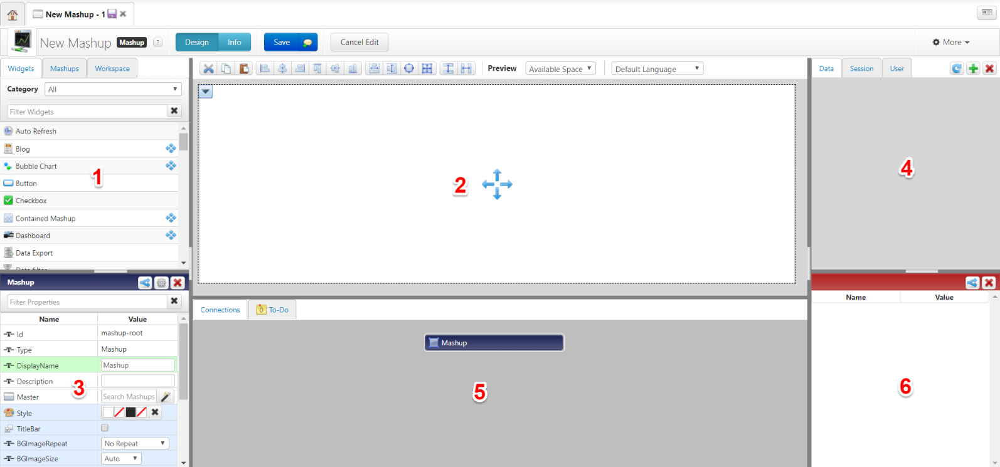 New Mashup - 1
New Mashup Mashup ? Design Info Save Cancel Edit More
Widgets Mashups Workspace
Preview Available Space Default Language
Data Session User
Category All
Filter Widgets
Auto Refresh
Blog
Bubble Chart
Button
Checkbox
Contained Mashup
Dashboard
Data Export
Data filter
1
2
4
Mashup
Filter Properties
Name Value
Id mashup-root
Type Mashup
DisplayName Mashup
Description
Master Search Mashups
Style
TitleBar
BGImageRepeat No Repeat
BGImageSize Auto
3
Connections 0 To-Do
Mashup
5
Name Value
6